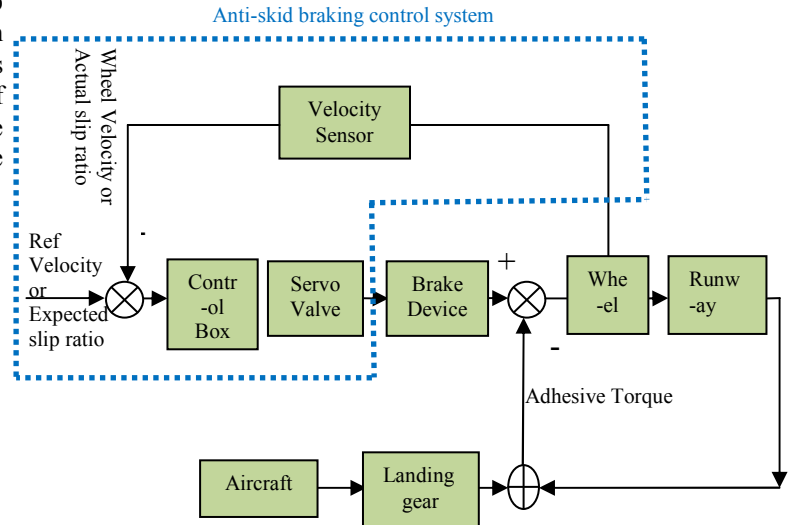 Anti-skid braking control system
Wheel Velocity or
Actual slip ratio
Velocity
Sensor
-
Ref
Velocity
or
Expected
slip ratio
Contr
-ol
Box
Servo
Valve
Brake
Device
+
-
Whe
-el
Runw
-ay
Adhesive Torque
Aircraft
Landing
gear